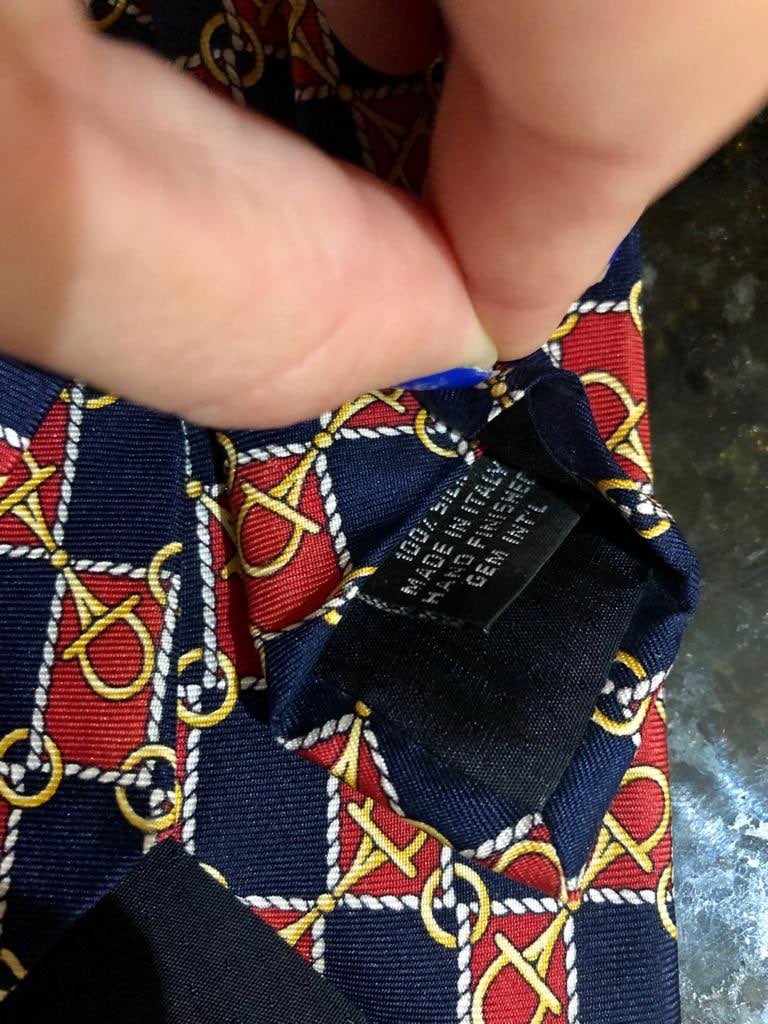 100% SILK
MADE IN ITALY
HAND FINISHED
GEM INT'L